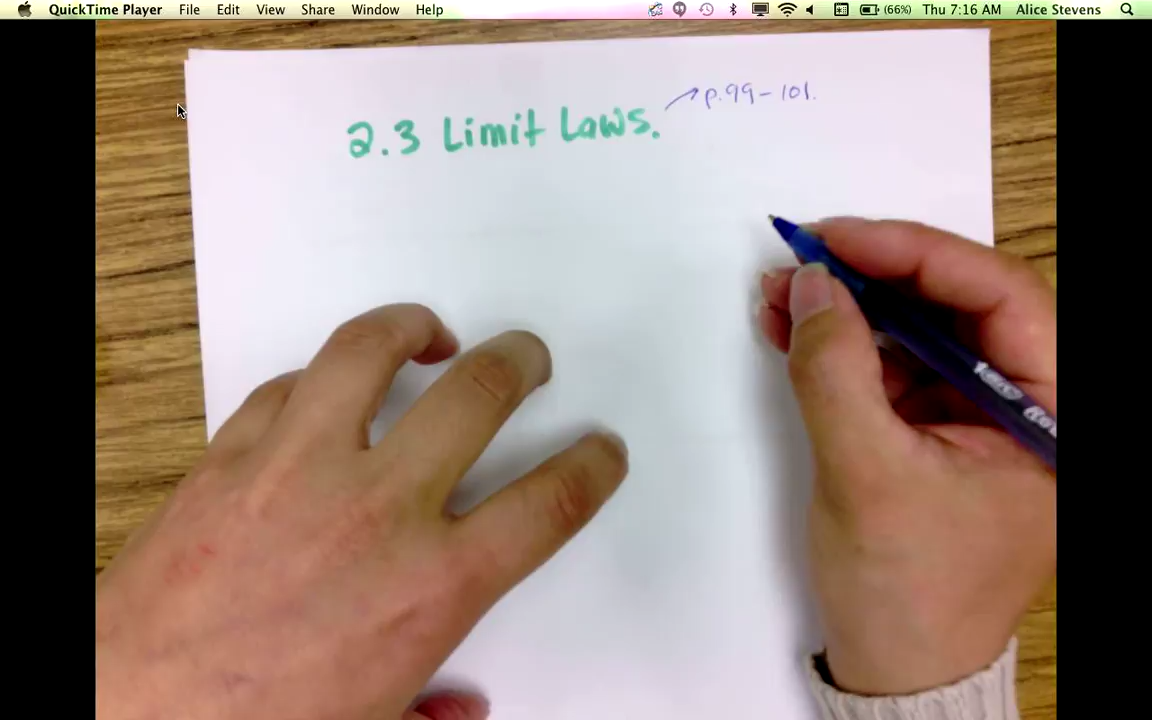 QuickTime Player File Edit View Share Window Help (66%) Thu 7:16 AM Alice Stevens
p.99-101.
2.3 Limit Laws.